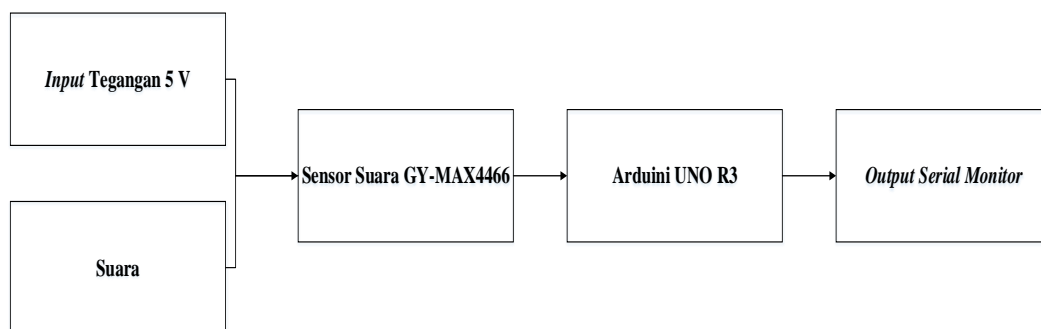 Input Tegangan 5 V
Suara
Sensor Suara GY-MAX4466
Arduini UNO R3
Output Serial Monitor